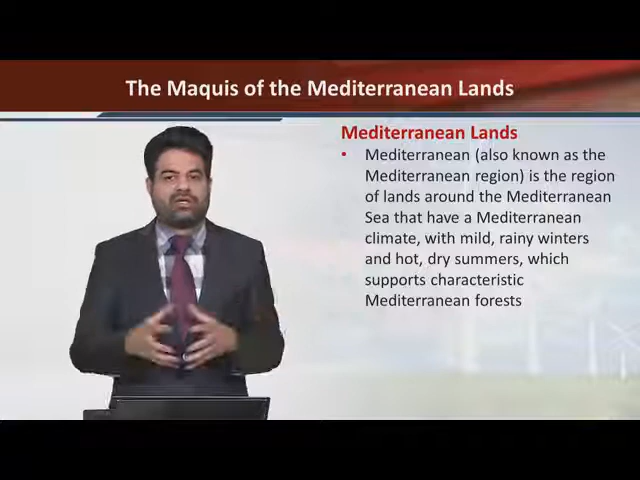 The Maquis of the Mediterranean Lands
Mediterranean Lands
• Mediterranean (also known as the
Mediterranean region) is the region
of lands around the Mediterranean
Sea that have a Mediterranean
climate, with mild, rainy winters
and hot, dry summers, which
supports characteristic
Mediterranean forests